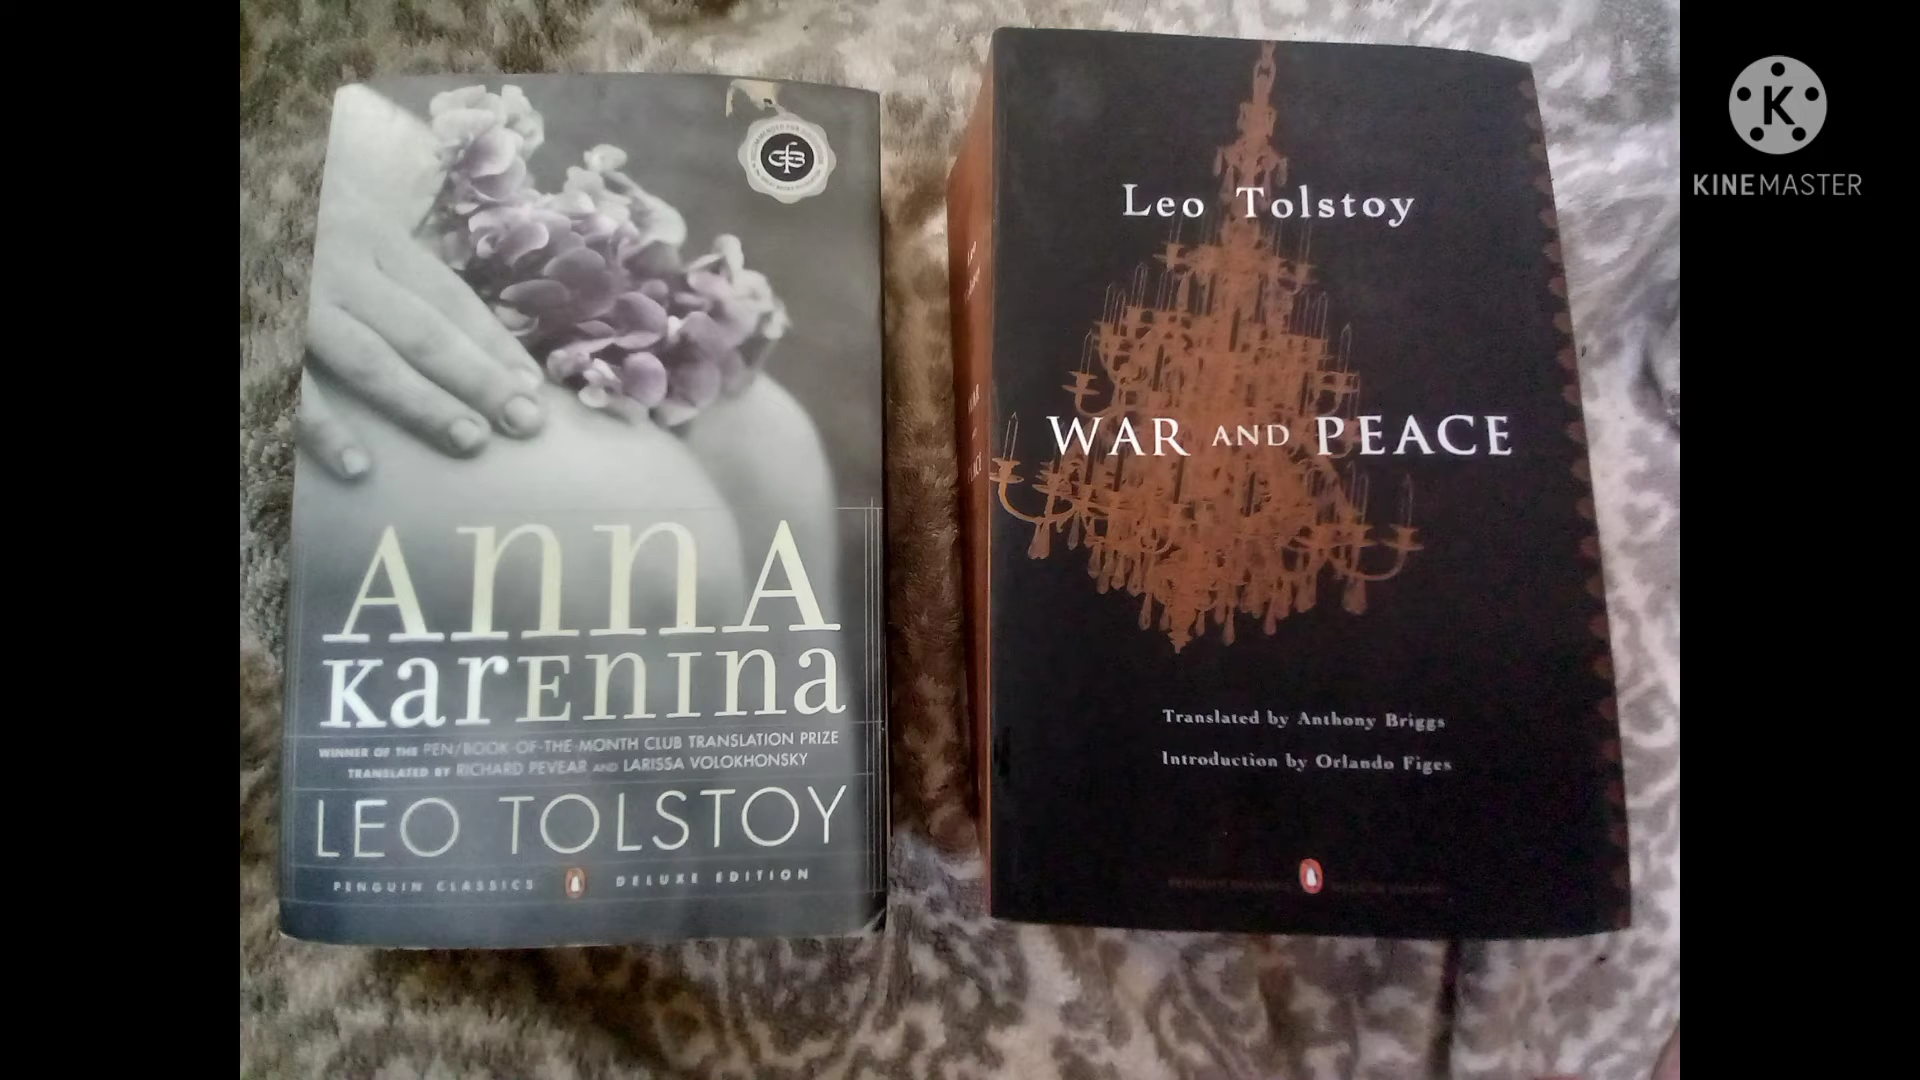 Anna
Karenina
WINNER OF THE PEN/BOOK-OF-THE-MONTH CLUB TRANSLATION PRIZE
TRANSLATED BY RICHARD PEVEAR AND LARISSA VOLOKHONSKY
LEO TOLSTOY
PENGUIN CLASSICS DELUXE EDITION
Leo Tolstoy
WAR AND PEACE
Translated by Anthony Briggs
Introduction by Orlando Figes
K
KINEMASTER